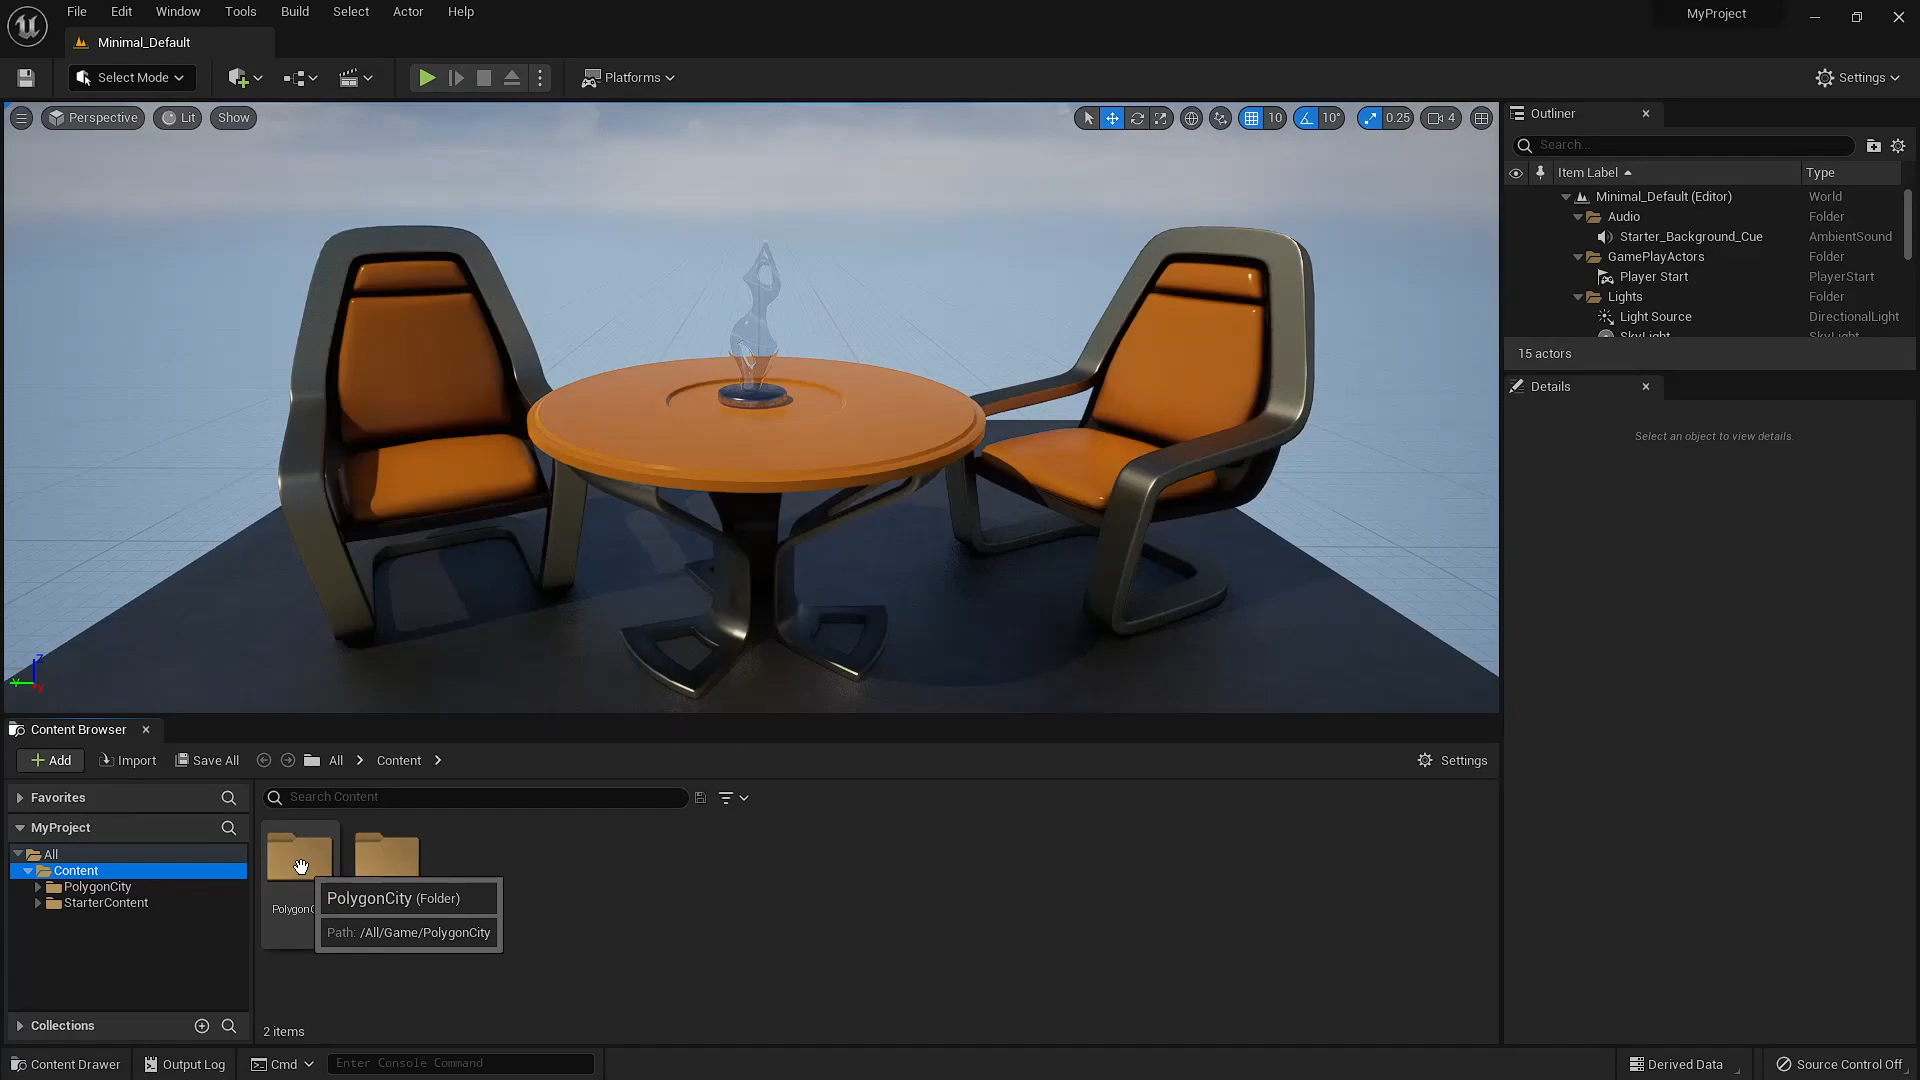 File Edit Window Tools Build Select Actor Help
MyProject
Minimal_Default
Select Mode
Platforms
Settings
Perspective
Lit
Show
10
10°
0.25
4
Outliner
Search...
Item Label
Type
Minimal_Default (Editor)
World
Audio
Folder
Starter_Background_Cue
AmbientSound
GamePlayActors
Folder
Player Start
PlayerStart
Lights
Folder
Light Source
DirectionalLight
SkyLight
SkyLight
15 actors
Details
Select an object to view details.
Content Browser
Add
Import
Save All
All
Content
Settings
Favorites
Search Content
MyProject
All
Content
PolygonCity
StarterContent
PolygonC
PolygonCity (Folder)
Path: /All/Game/PolygonCity
Collections
2 items
Content Drawer
Output Log
Cmd
Enter Console Command
Derived Data
Source Control Off